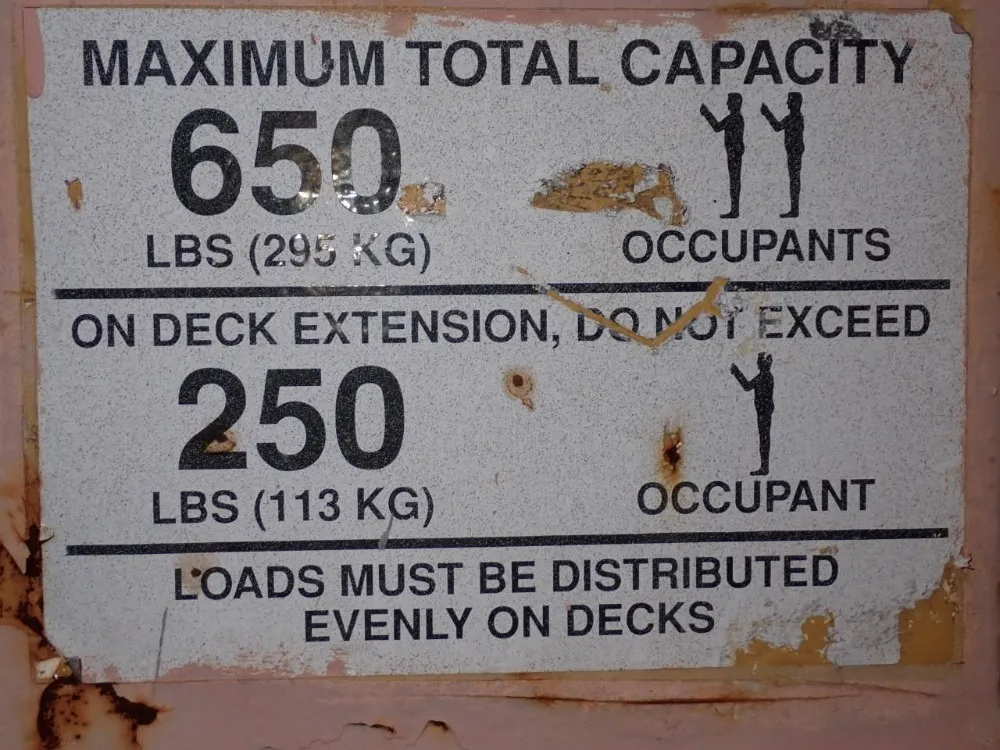 MAXIMUM TOTAL CAPACITY
650
LBS (295 KG)
OCCUPANTS
ON DECK EXTENSION, DO NOT EXCEED
250
LBS (113 KG)
OCCUPANT
LOADS MUST BE DISTRIBUTED
EVENLY ON DECKS